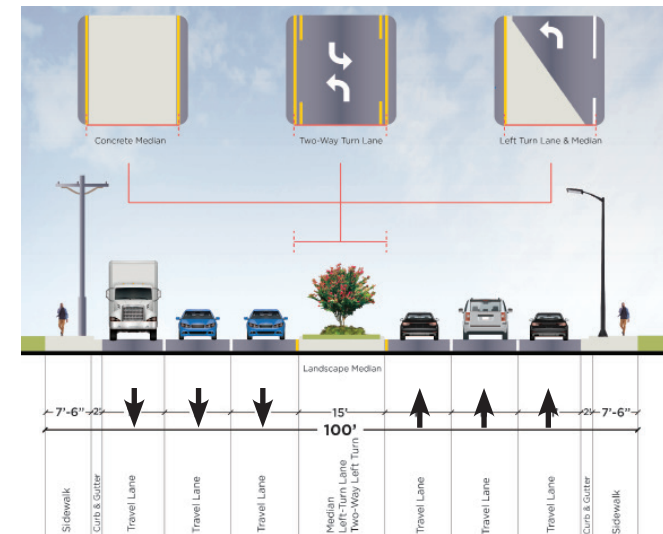 Concrete Median
Two-Way Turn Lane
Left Turn Lane & Median
Landscape Median
7'-6"
2'
15'
2'
7'-6"
100'
Sidewalk
Curb & Gutter
Travel Lane
Travel Lane
Travel Lane
Median
Left-Turn Lane
Two-Way Left Turn
Travel Lane
Travel Lane
Travel Lane
Curb & Gutter
Sidewalk